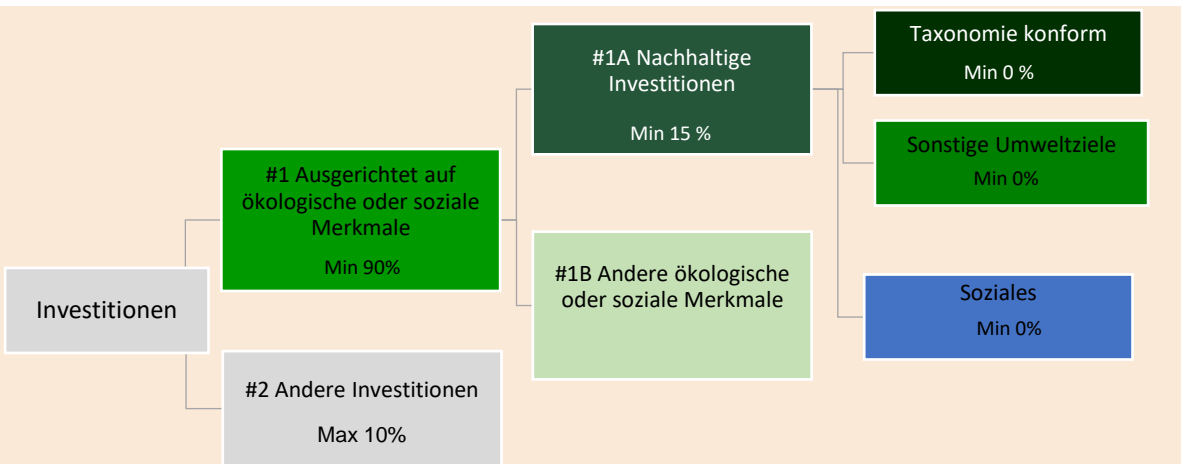 Investitionen
#1 Ausgerichtet auf
ökologische oder soziale
Merkmale
Min 90%
#2 Andere Investitionen
Max 10%
#1A Nachhaltige
Investitionen
Min 15 %
#1B Andere ökologische
oder soziale Merkmale
Taxonomie konform
Min 0 %
Sonstige Umweltziele
Min 0%
Soziales
Min 0%